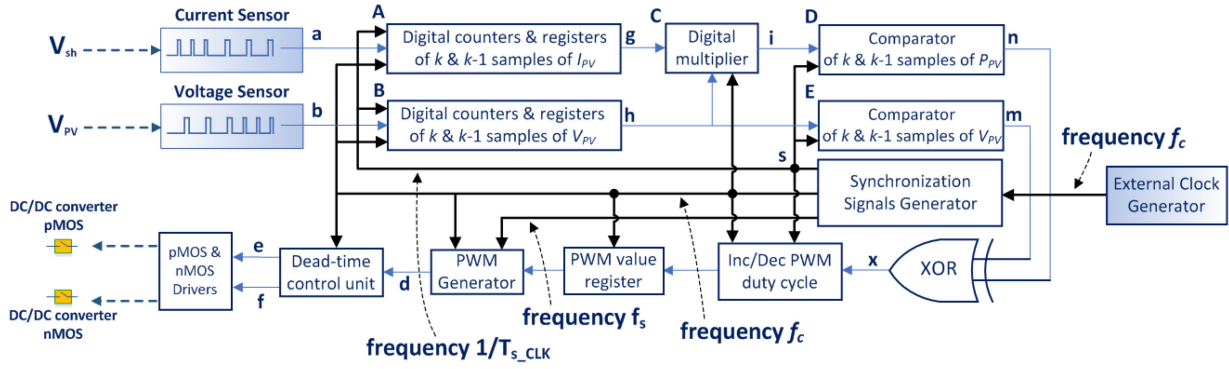 Current Sensor
A
C
D
V_sh
a
Digital counters & registers
of k & k-1 samples of I_PV
g
Digital
multiplier
i
Comparator
of k & k-1 samples of P_PV
n
Voltage Sensor
B
E
V_PV
b
Digital counters & registers
of k & k-1 samples of V_PV
h
Comparator
of k & k-1 samples of V_PV
m
frequency f_c
s
Synchronization
Signals Generator
External Clock
Generator
DC/DC converter
pMOS
pMOS &
nMOS
Drivers
e
f
Dead-time
control unit
d
PWM
Generator
PWM value
register
Inc/Dec PWM
duty cycle
x
XOR
DC/DC converter
nMOS
frequency f_s
frequency f_c
frequency 1/T_s_CLK